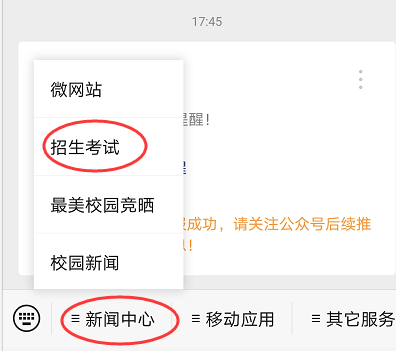 17:45
微网站
醒!
招生考试
最美校园竞晒
成功，请关注公众号后续推
!
校园新闻
≡ 新闻中心
≡ 移动应用
≡ 其它服务